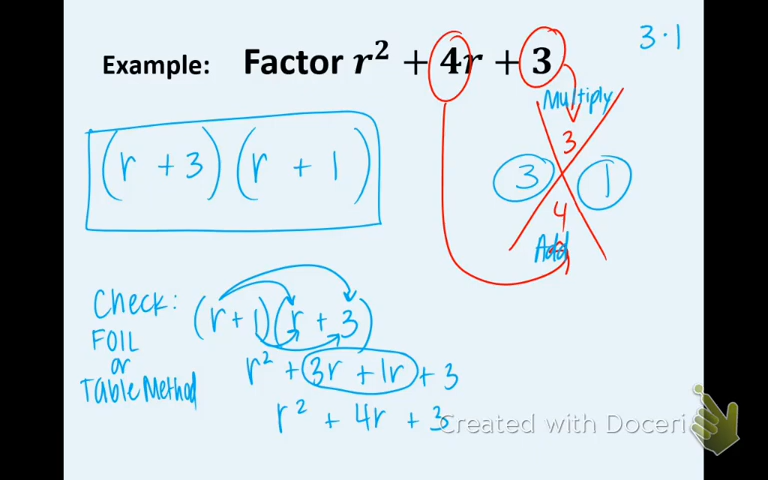 3·1
Example: Factor r² + 4r + 3
Multiply
3
3 1
4
Add
(r + 3) (r + 1)
Check: (r + 1)(r + 3)
FOIL
or
Table Method
r² + 3r + 1r + 3
r² + 4r + 3
Created with Doceri